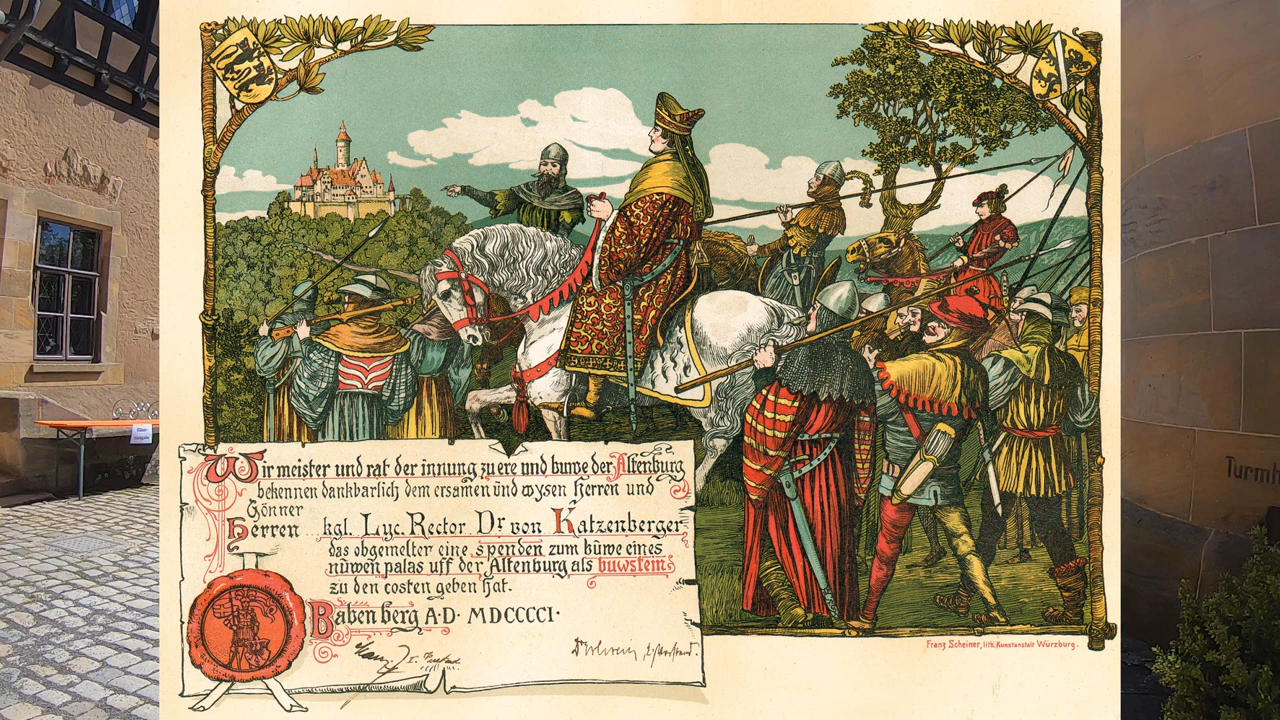 Wir meister und rat der innung zu ere und buwe der Altenburg
bekennen dankbarlich dem ersamen und wysen Herren und
Gönner
Herren kgl. Lyc. Rector Dr von Katzenberger
das obgemelter eine spenden zum büwe eines
nüwen palas uff der Altenburg als buwstein
zu den costen geben hat.
Babenberg A.D. MDCCCCI.
Franz Scheiner, lith. Kunstanstalt Würzburg.